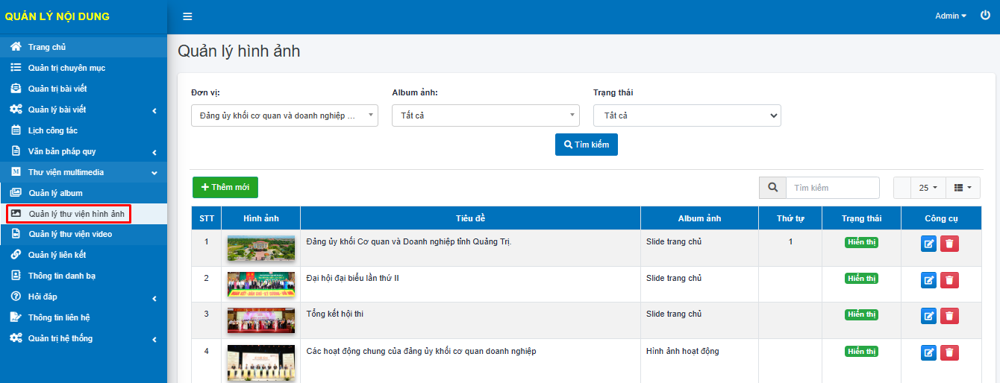 QUẢN LÝ NỘI DUNG
Admin
Trang chủ
Quản trị chuyên mục
Quản trị bài viết
Quản lý bài viết
Lịch công tác
Văn bản pháp quy
Thư viện multimedia
Quản lý album
Quản lý thư viện hình ảnh
Quản lý thư viện video
Quản lý liên kết
Thông tin danh bạ
Hỏi đáp
Thông tin liên hệ
Quản trị hệ thống
Quản lý hình ảnh
Đơn vị: Album ảnh: Trạng thái
Đảng ủy khối cơ quan và doanh nghiệp ... Tất cả Tất cả
Tìm kiếm
Thêm mới Tìm kiếm 25
STT Hình ảnh Tiêu đề Album ảnh Thứ tự Trạng thái Công cụ
1 Đảng ủy khối Cơ quan và Doanh nghiệp tỉnh Quảng Trị. Slide trang chủ 1 Hiển thị
2 Đại hội đại biểu lần thứ II Slide trang chủ Hiển thị
3 Tổng kết hội thi Slide trang chủ Hiển thị
4 Các hoạt động chung của đảng ủy khối cơ quan doanh nghiệp Hình ảnh hoạt động Hiển thị